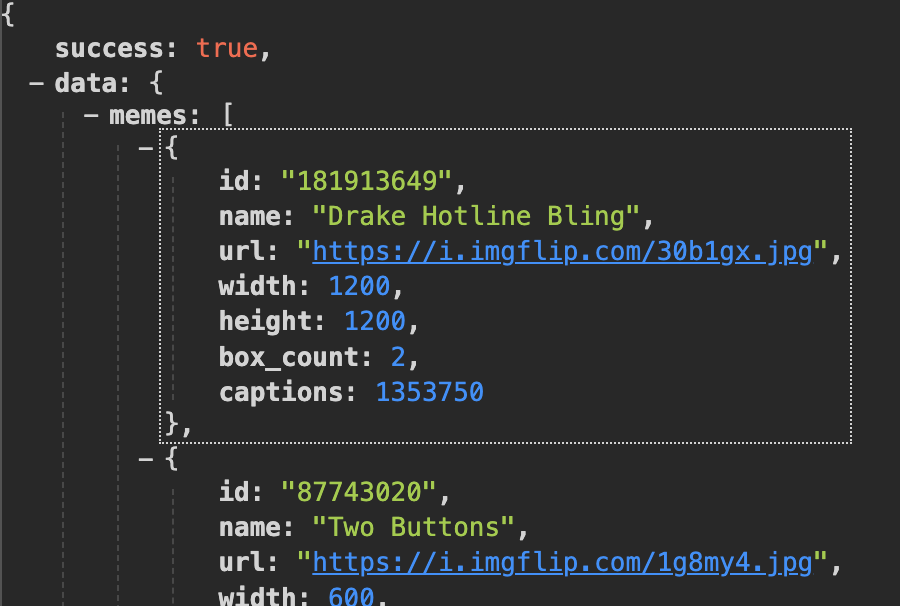 {
success: true,
– data: {
– memes: [
– {
id: "181913649",
name: "Drake Hotline Bling",
url: "https://i.imgflip.com/30b1gx.jpg",
width: 1200,
height: 1200,
box_count: 2,
captions: 1353750
},
– {
id: "87743020",
name: "Two Buttons",
url: "https://i.imgflip.com/1g8my4.jpg",
width: 600,